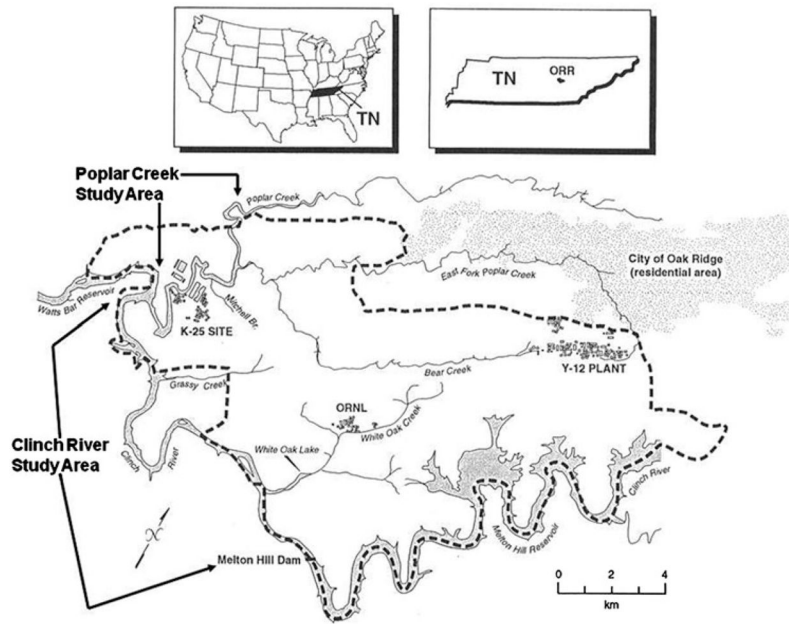 TN
TN
ORR
Poplar Creek
Study Area
Poplar Creek
City of Oak Ridge
(residential area)
East Fork Poplar Creek
Watts Bar Reservoir
Mitchell Br.
K-25 SITE
Y-12 PLANT
Bear Creek
Grassy Creek
ORNL
White Oak Creek
Clinch River
Study Area
White Oak Lake
Clinch
River
Clinch River
Melton Hill Reservoir
N
Melton Hill Dam
0 2 4
km